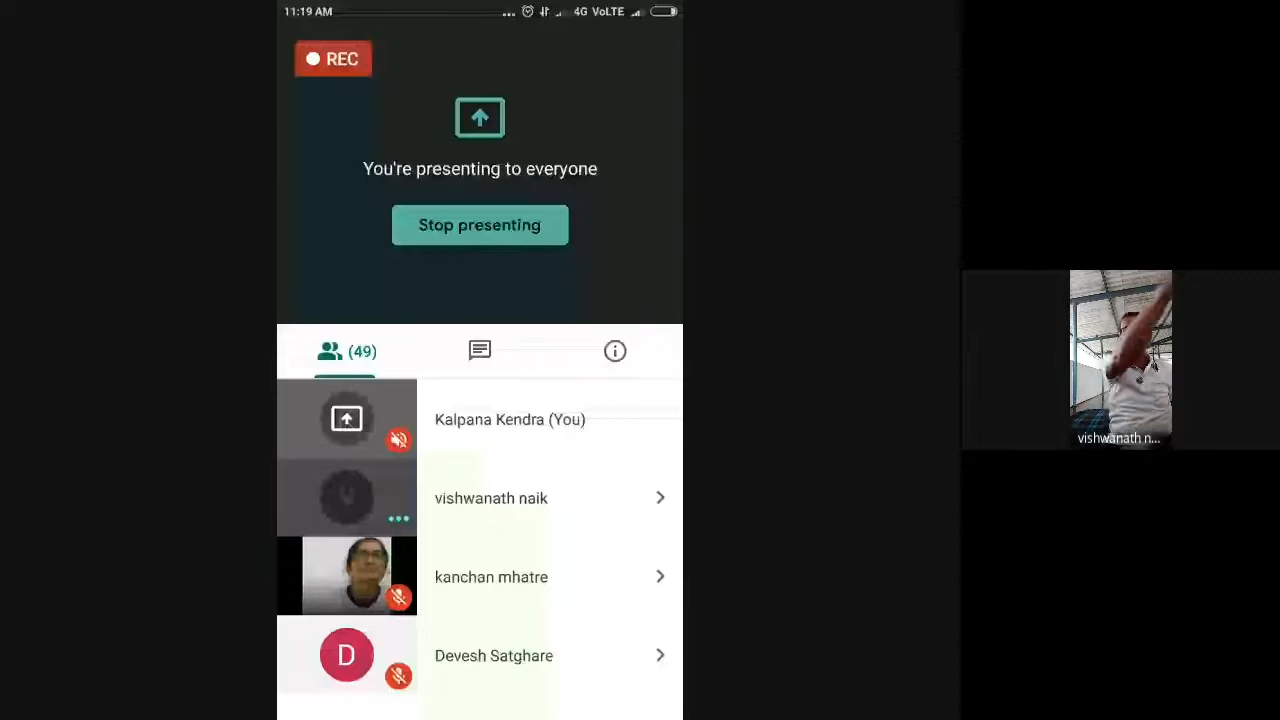 11:19 AM
4G VoLTE
REC
You're presenting to everyone
Stop presenting
(49)
Kalpana Kendra (You)
vishwanath naik
kanchan mhatre
D
Devesh Satghare
vishwanath n...